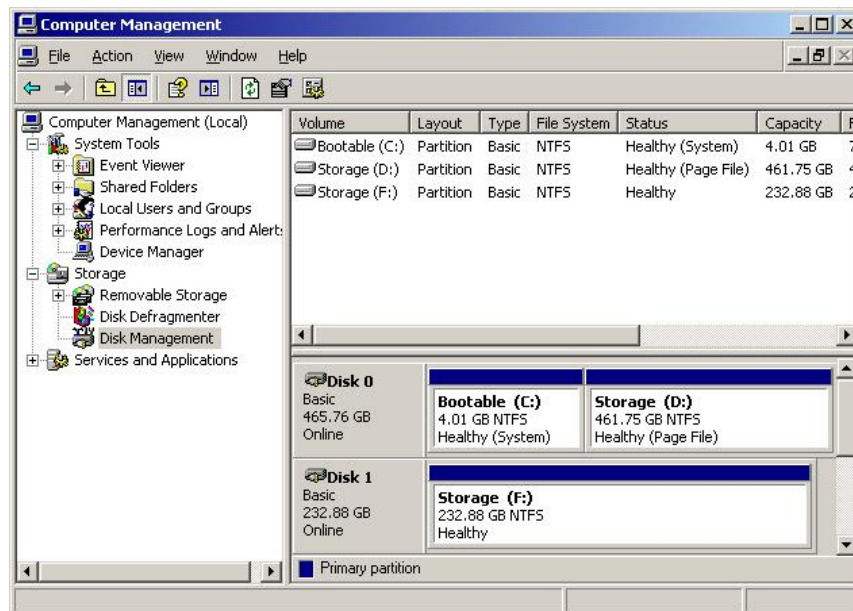 Computer Management
File Action View Window Help
Computer Management (Local)
System Tools
Event Viewer
Shared Folders
Local Users and Groups
Performance Logs and Alert
Device Manager
Storage
Removable Storage
Disk Defragmenter
Disk Management
Services and Applications
Volume Layout Type File System Status Capacity F
Bootable (C:) Partition Basic NTFS Healthy (System) 4.01 GB 7
Storage (D:) Partition Basic NTFS Healthy (Page File) 461.75 GB 4
Storage (F:) Partition Basic NTFS Healthy 232.88 GB 2
Disk 0
Basic
465.76 GB
Online
Bootable (C:)
4.01 GB NTFS
Healthy (System)
Storage (D:)
461.75 GB NTFS
Healthy (Page File)
Disk 1
Basic
232.88 GB
Online
Storage (F:)
232.88 GB NTFS
Healthy
Primary partition